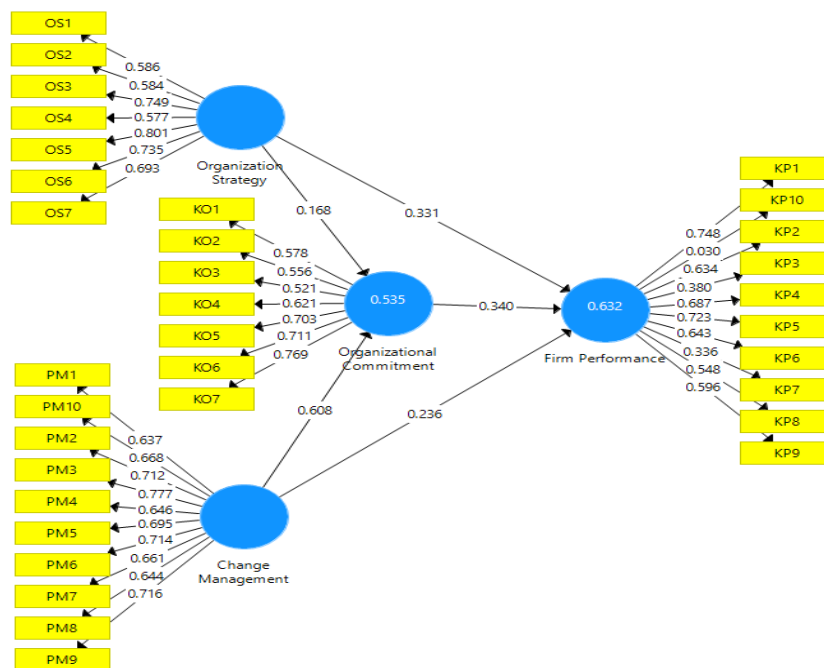 OS1
OS2
OS3
OS4
OS5
OS6
OS7
0.586
0.584
0.749
0.577
0.801
0.735
0.693
Organization
Strategy
KO1
KO2
KO3
KO4
KO5
KO6
KO7
0.578
0.556
0.521
0.621
0.703
0.711
0.769
0.168
0.331
0.535
Organizational
Commitment
0.340
0.608
0.236
PM1
PM10
PM2
PM3
PM4
PM5
PM6
PM7
PM8
PM9
0.637
0.668
0.712
0.777
0.646
0.695
0.714
0.661
0.644
0.716
Change
Management
0.632
Firm Performance
0.748
0.030
0.634
0.380
0.687
0.723
0.643
0.336
0.548
0.596
KP1
KP10
KP2
KP3
KP4
KP5
KP6
KP7
KP8
KP9